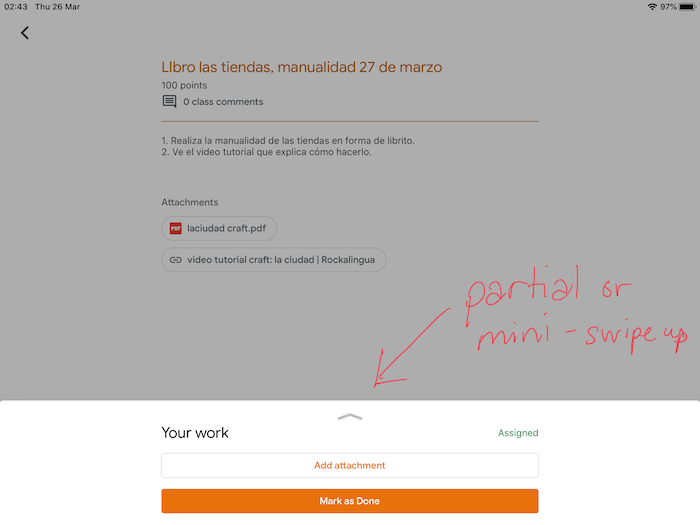 02:43 Thu 26 Mar 97%
LIbro las tiendas, manualidad 27 de marzo
100 points
0 class comments
1. Realiza la manualidad de las tiendas en forma de librito.
2. Ve el video tutorial que explica cómo hacerlo.
Attachments
PDF laciudad craft.pdf
video tutorial craft: la ciudad | Rockalingua
partial or
mini-swipe up
Your work Assigned
Add attachment
Mark as Done